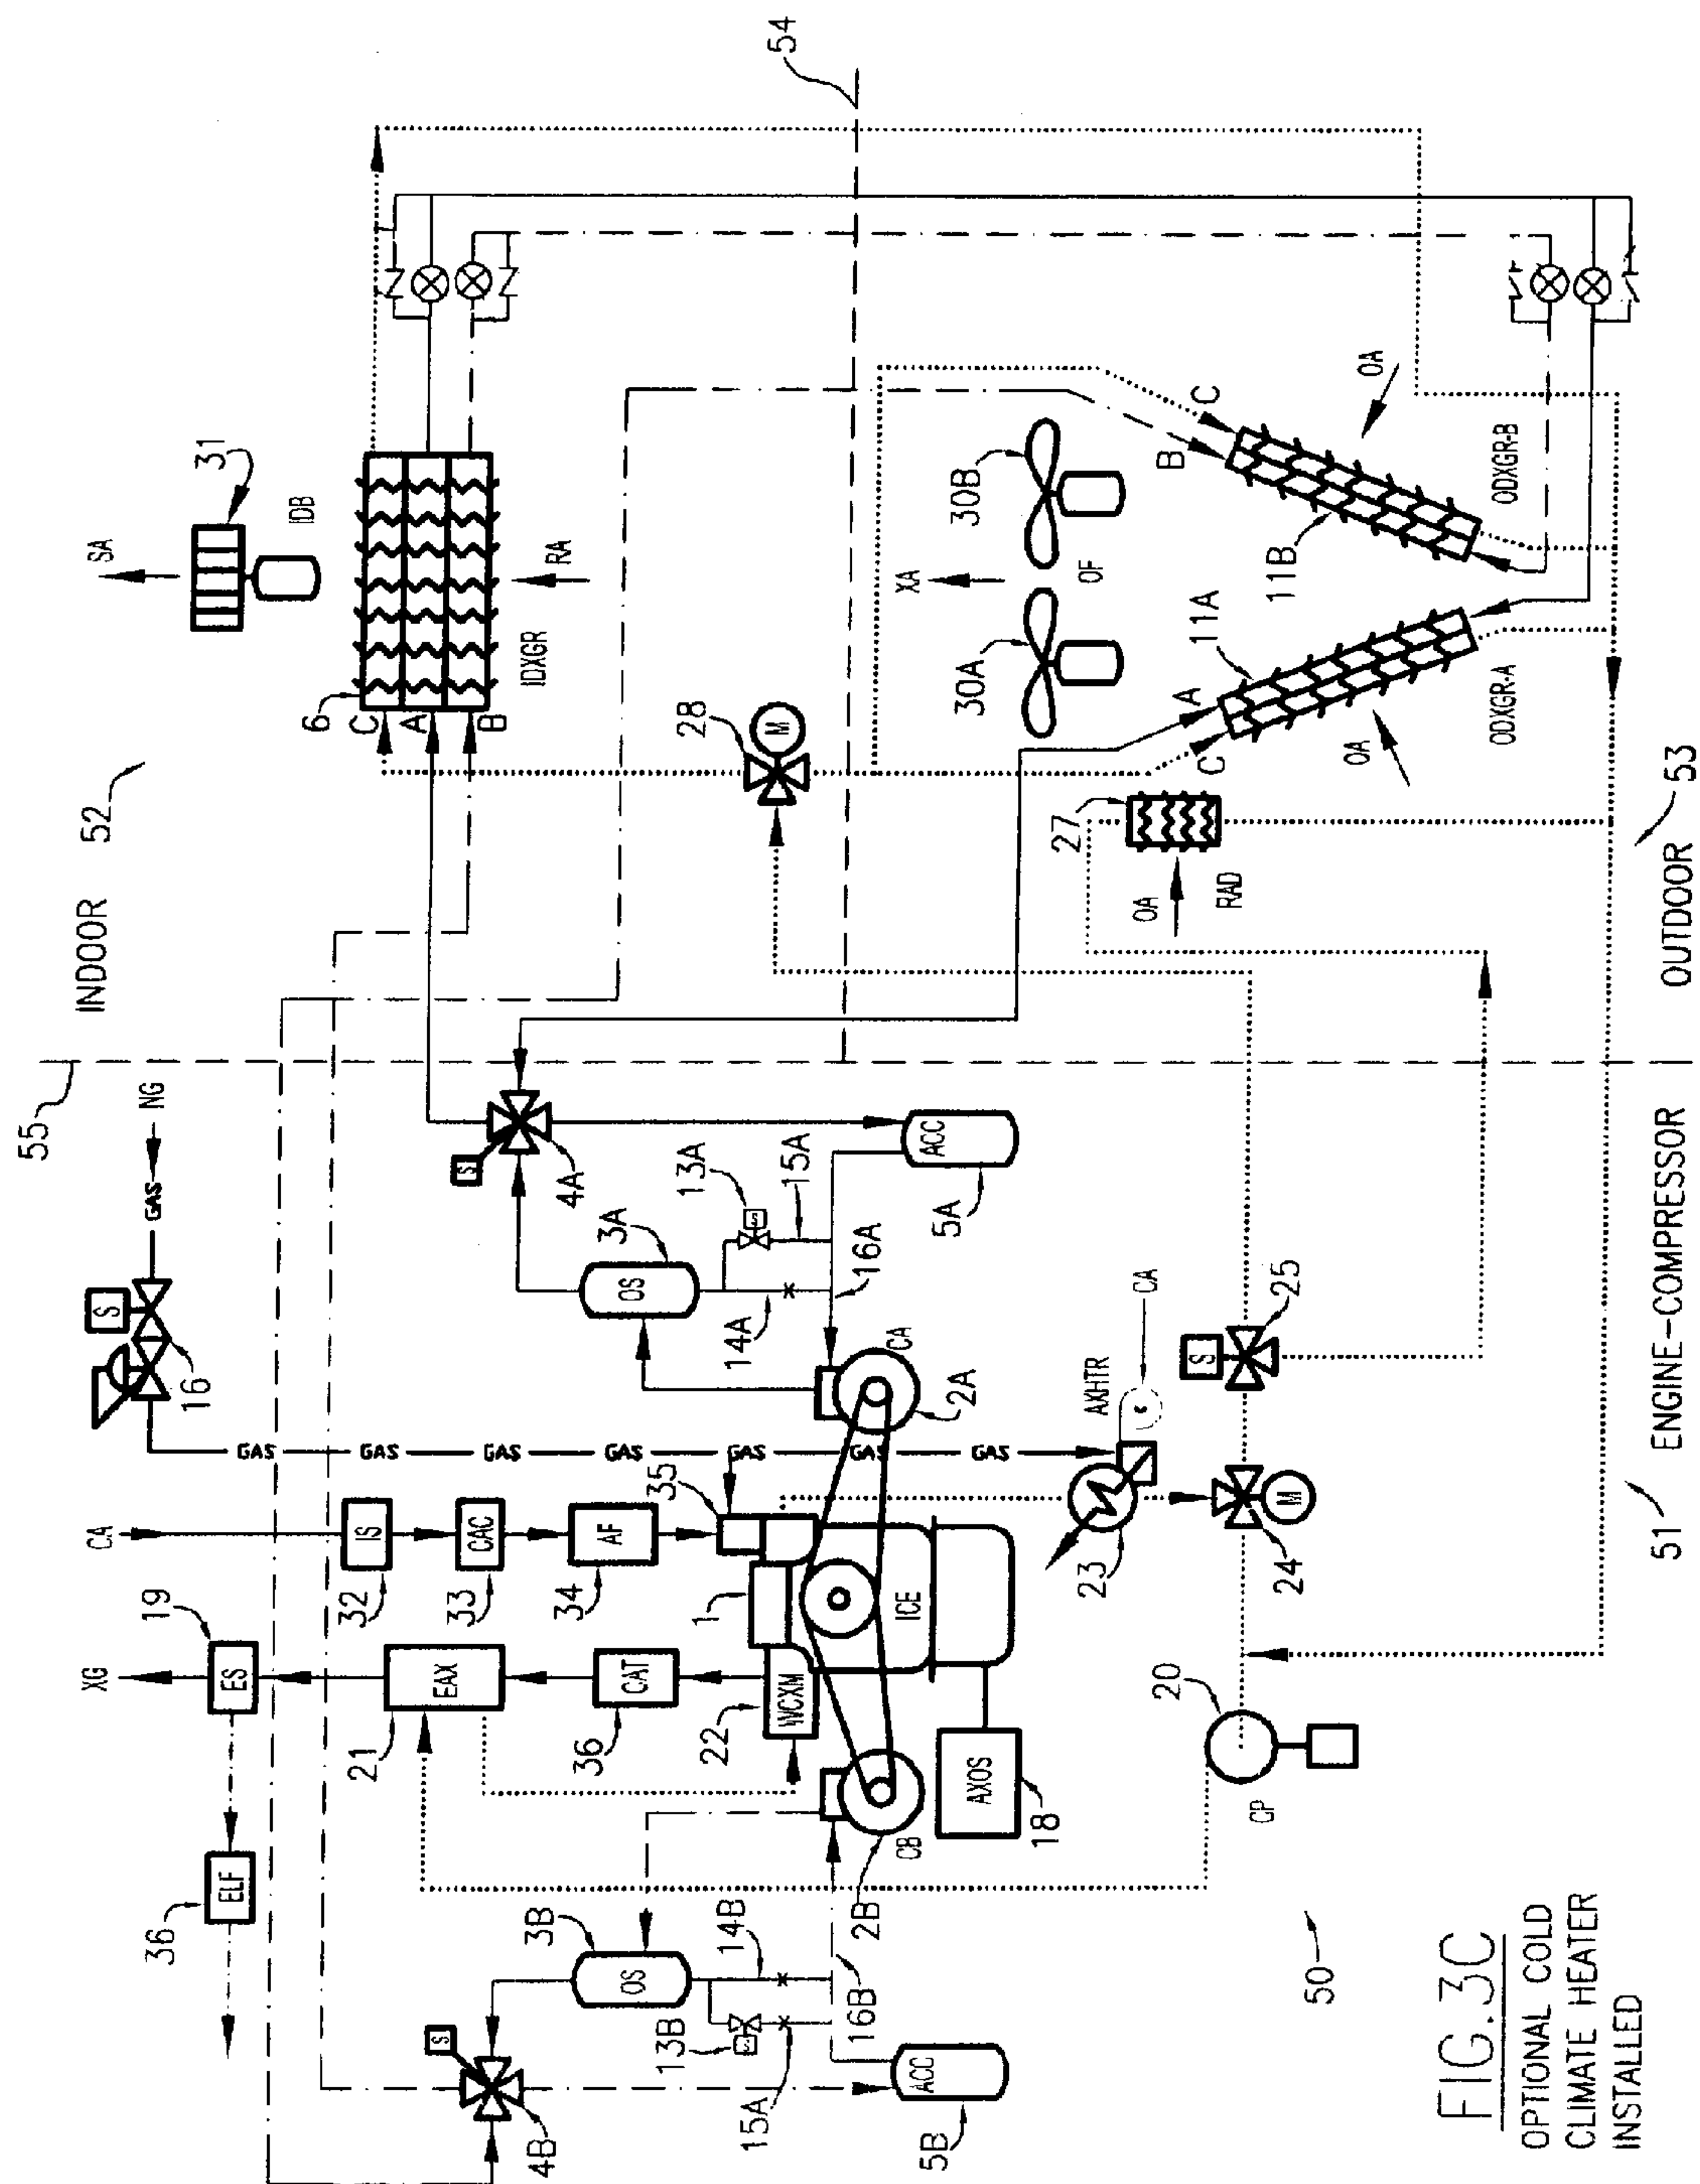 55
INDOOR
52
54
NG
GAS
S
16
SA
31
IDB
6
C
A
B
IDXGR
RA
CA
IS
32
CAC
33
AF
34
35
XG
19
ES
ELF
36
EAX
21
CAT
36
WCXM
22
1
ICE
AXOS
18
GAS
GAS
GAS
GAS
GAS
GAS
GAS
S
4A
OS
3A
13A
14A
15A
16A
ACC
5A
CA
2A
S
4B
OS
3B
13B
14B
15A
16B
ACC
5B
CB
2B
28
M
XA
30A
30B
OF
A
C
11A
OA
ODXGR-A
B
C
11B
OA
ODXGR-B
27
OA
RAD
AXHTR
CA
23
S
25
24
M
20
CP
50
51
ENGINE-COMPRESSOR
OUTDOOR
53
FIG.3C
OPTIONAL COLD
CLIMATE HEATER
INSTALLED